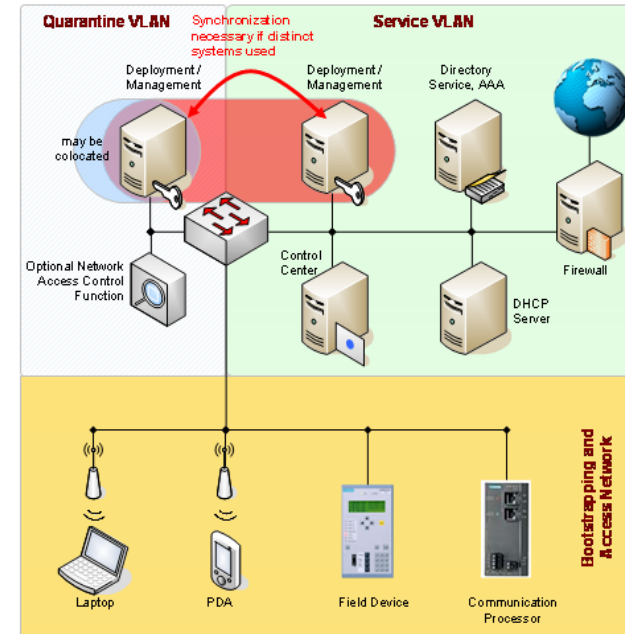 Quarantine VLAN
Synchronization
necessary if distinct
systems used
Service VLAN
Deployment/
Management
Deployment/
Management
Directory
Service, AAA
may be
colocated
Optional Network
Access Control
Function
Control
Center
Firewall
DHCP
Server
Bootstrapping and
Access Network
Laptop
PDA
Field Device
Communication
Processor